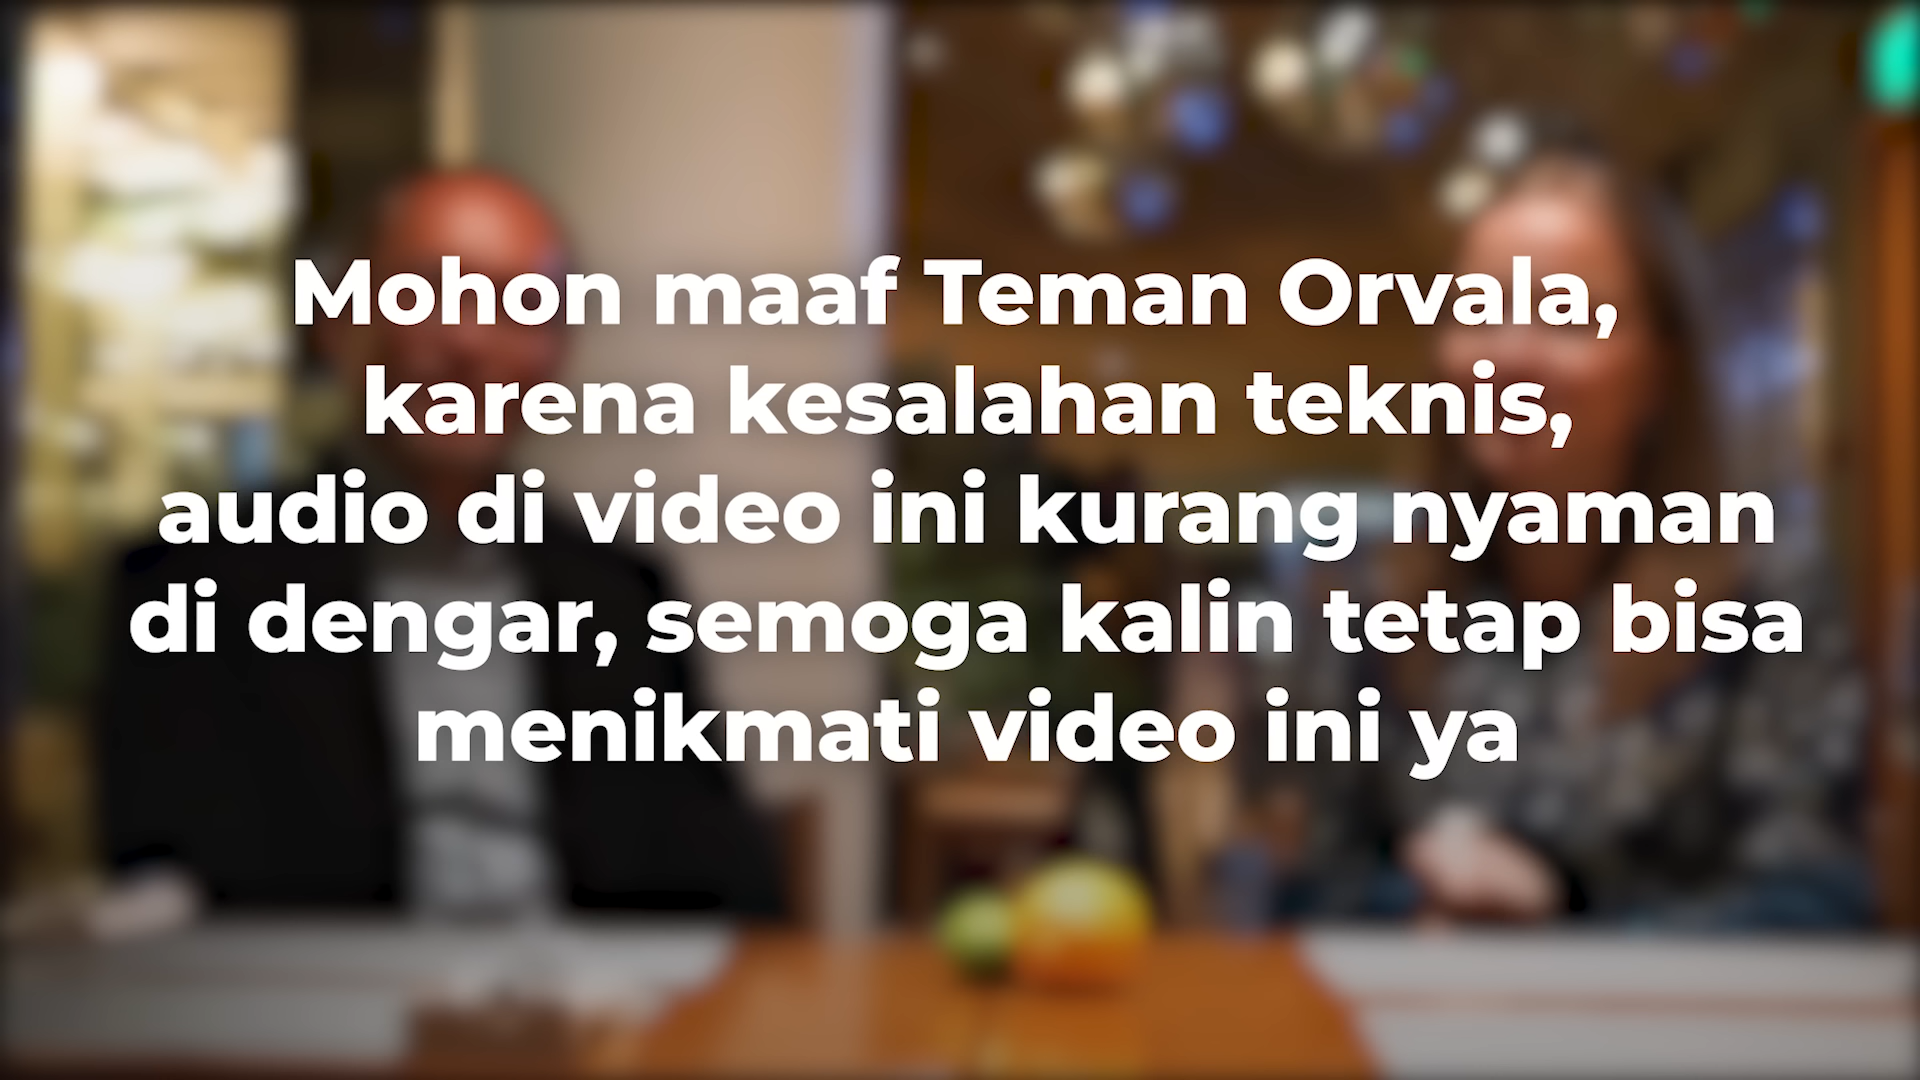 Mohon maaf Teman Orvala,
karena kesalahan teknis,
audio di video ini kurang nyaman
di dengar, semoga kalin tetap bisa
menikmati video ini ya